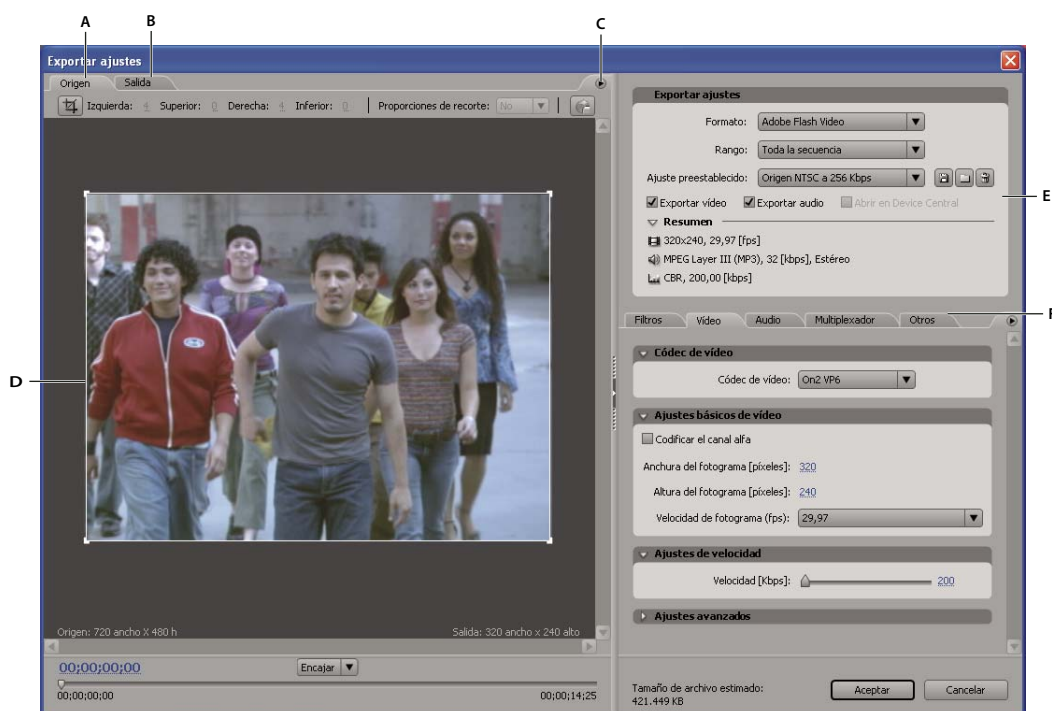 A
B
C
Exportar ajustes
Origen
Salida
Izquierda: 4 Superior: 0 Derecha: 4 Inferior: 0 Proporciones de recorte: No
Exportar ajustes
Formato: Adobe Flash Video
Rango: Toda la secuencia
Ajuste preestablecido: Origen NTSC a 256 Kbps
Exportar vídeo Exportar audio Abrir en Device Central
E
Resumen
320x240, 29,97 [fps]
MPEG Layer III (MP3), 32 [kbps], Estéreo
CBR, 200,00 [kbps]
Filtros Vídeo Audio Multiplexador Otros
F
Códec de vídeo
Códec de vídeo: On2 VP6
D
Ajustes básicos de vídeo
Codificar el canal alfa
Anchura del fotograma [píxeles]: 320
Altura del fotograma [píxeles]: 240
Velocidad de fotograma (fps): 29,97
Ajustes de velocidad
Velocidad [Kbps]: 200
Ajustes avanzados
Origen: 720 ancho X 480 h
Salida: 320 ancho x 240 alto
00;00;00;00
Encajar
00;00;00;00
00;00;14;25
Tamaño de archivo estimado:
421.449 KB
Aceptar
Cancelar